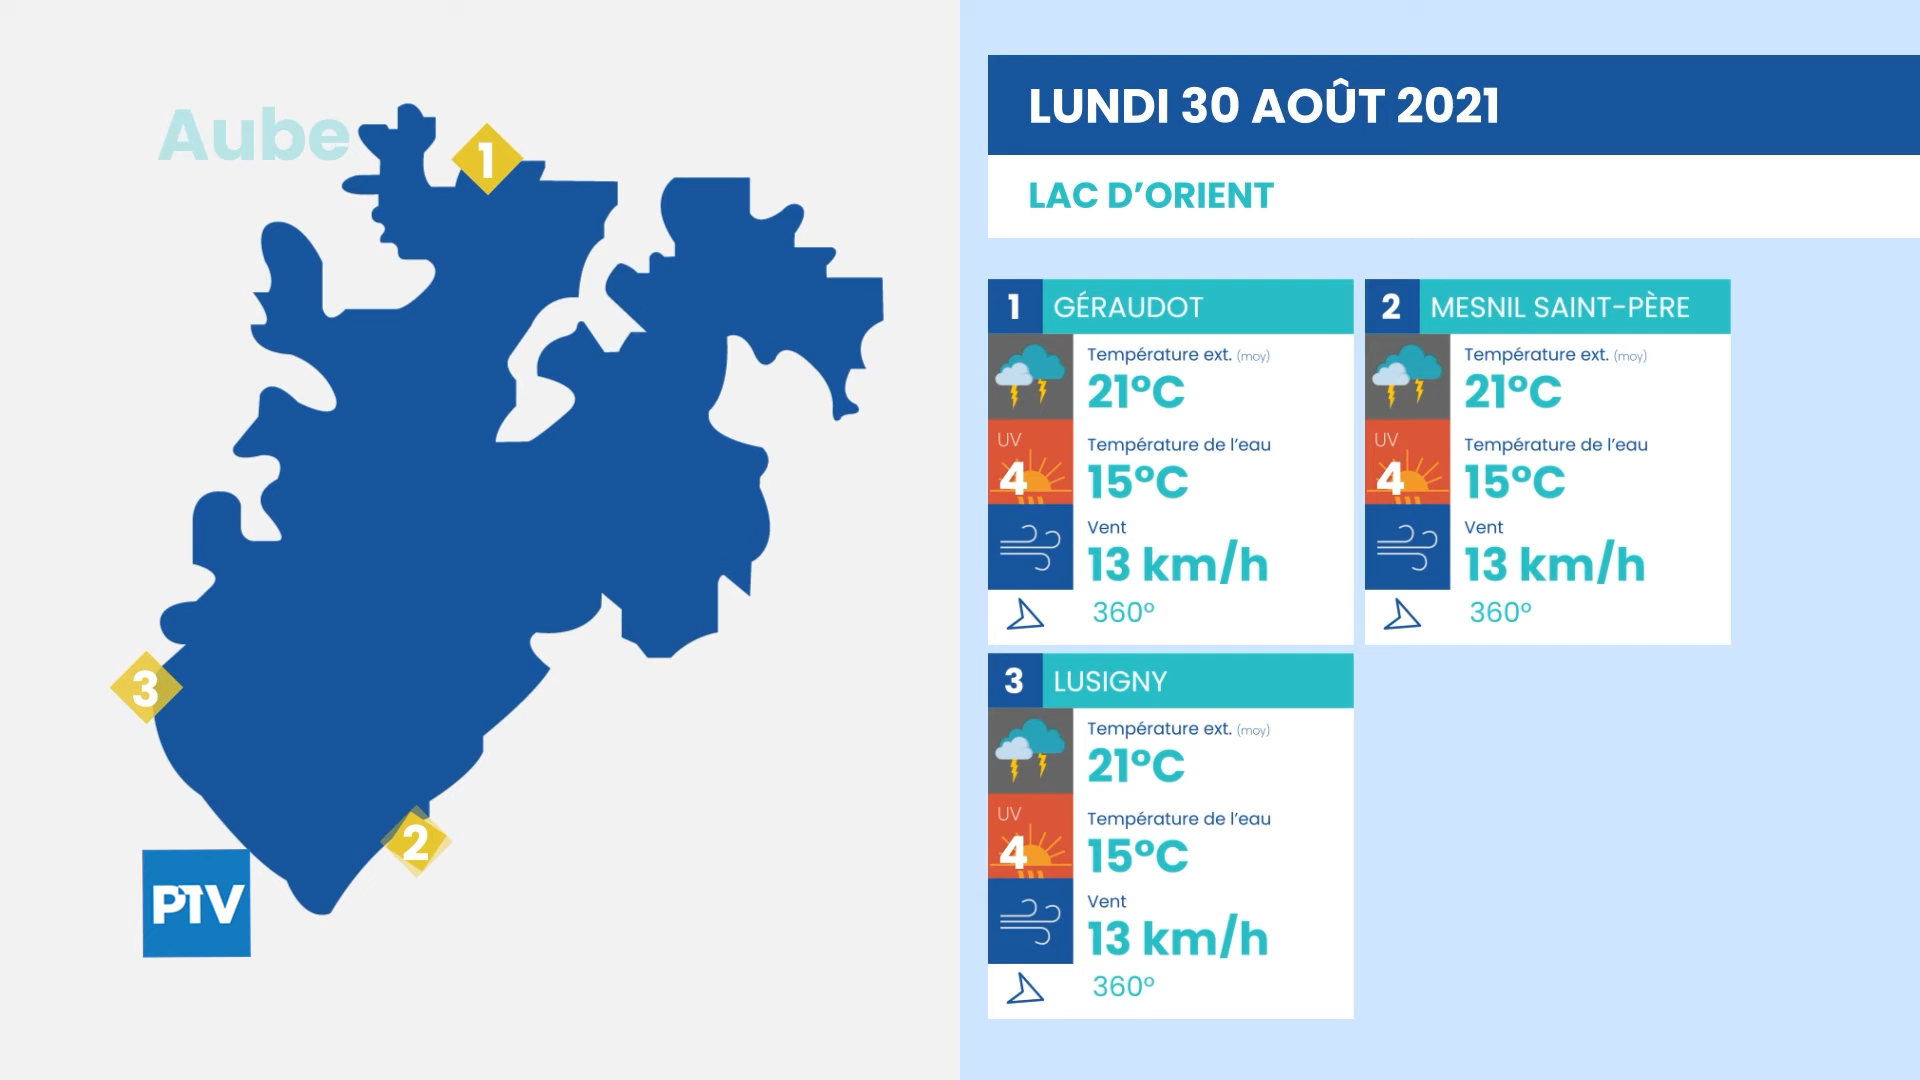 Aube
1
3
2
PTV
LUNDI 30 AOÛT 2021
LAC D’ORIENT
1 GÉRAUDOT
Température ext. (moy)
21°C
UV
4
Température de l’eau
15°C
Vent
13 km/h
360°
2 MESNIL SAINT-PÈRE
Température ext. (moy)
21°C
UV
4
Température de l’eau
15°C
Vent
13 km/h
360°
3 LUSIGNY
Température ext. (moy)
21°C
UV
4
Température de l’eau
15°C
Vent
13 km/h
360°